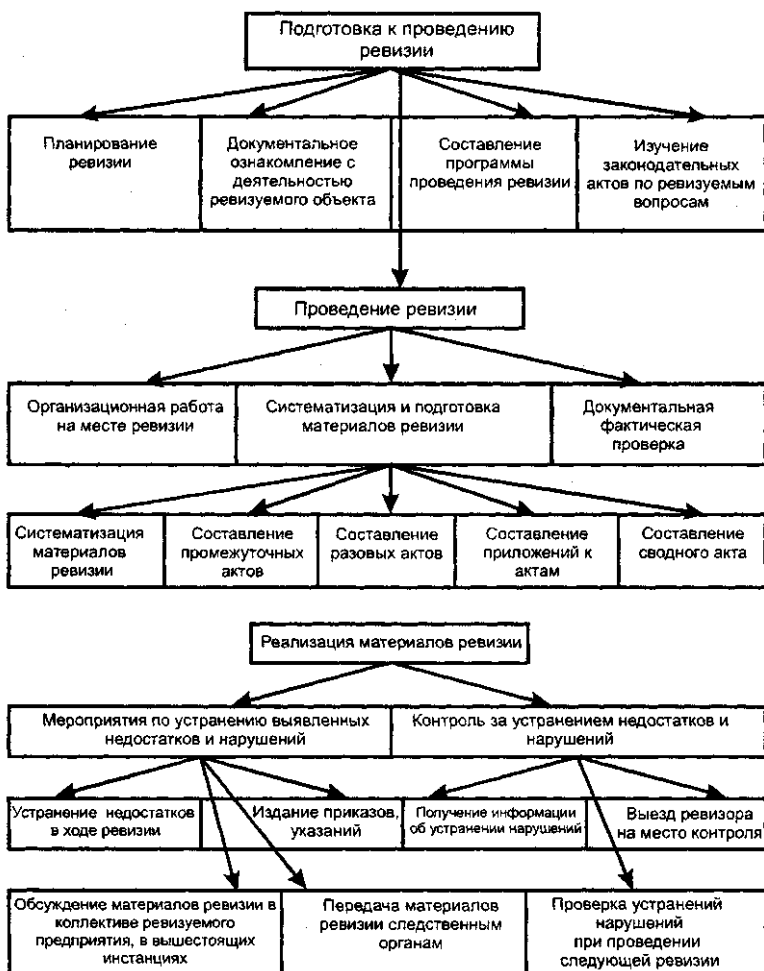 Подготовка к проведению
ревизии
Планирование
ревизии
Документальное
ознакомление с
деятельностью
ревизуемого объекта
Составление
программы
проведения ревизии
Изучение
законодательных
актов по ревизуемым
вопросам
Проведение ревизии
Организационная работа
на месте ревизии
Систематизация и подготовка
материалов ревизии
Документальная
фактическая
проверка
Систематизация
материалов
ревизии
Составление
промежуточных
актов
Составление
разовых актов
Составление
приложений к
актам
Составление
сводного акта
Реализация материалов ревизии
Мероприятия по устранению выявленных
недостатков и нарушений
Контроль за устранением недостатков и
нарушений
Устранение недостатков
в ходе ревизии
Издание приказов,
указаний
Получение информации
об устранении нарушений
Выезд ревизора
на место контроля
Обсуждение материалов ревизии в
коллективе ревизуемого
предприятия, в вышестоящих
инстанциях
Передача материалов
ревизии следственным
органам
Проверка устранений
нарушений
при проведении
следующей ревизии